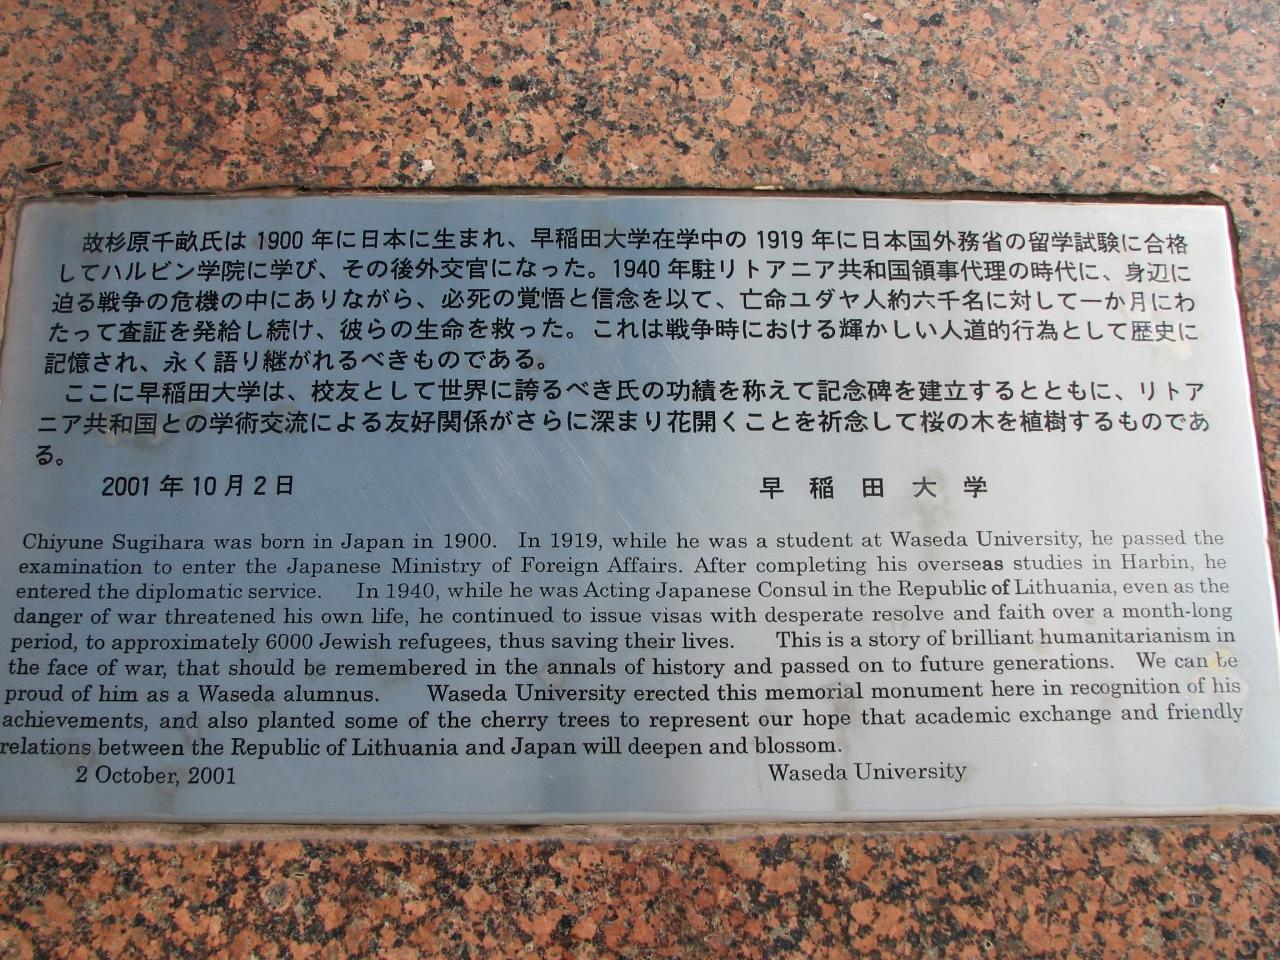 故杉原千畝氏は 1900 年に日本に生まれ、早稲田大学在学中の 1919 年に日本国外務省の留学試験に合格
してハルビン学院に学び、その後外交官になった。1940 年駐リトアニア共和国領事代理の時代に、身辺に
迫る戦争の危機の中にありながら、必死の覚悟と信念を以て、亡命ユダヤ人約六千名に対して一か月にわ
たって査証を発給し続け、彼らの生命を救った。これは戦争時における輝かしい人道的行為として歴史に
記憶され、永く語り継がれるべきものである。
ここに早稲田大学は、校友として世界に誇るべき氏の功績を称えて記念碑を建立するとともに、リトア
ニア共和国との学術交流による友好関係がさらに深まり花開くことを祈念して桜の木を植樹するものであ
る。
2001 年 10 月 2 日 早 稲 田 大 学
Chiyune Sugihara was born in Japan in 1900. In 1919, while he was a student at Waseda University, he passed the
examination to enter the Japanese Ministry of Foreign Affairs. After completing his overseas studies in Harbin, he
entered the diplomatic service. In 1940, while he was Acting Japanese Consul in the Republic of Lithuania, even as the
danger of war threatened his own life, he continued to issue visas with desperate resolve and faith over a month-long
period, to approximately 6000 Jewish refugees, thus saving their lives. This is a story of brilliant humanitarianism in
the face of war, that should be remembered in the annals of history and passed on to future generations. We can be
proud of him as a Waseda alumnus. Waseda University erected this memorial monument here in recognition of his
achievements, and also planted some of the cherry trees to represent our hope that academic exchange and friendly
relations between the Republic of Lithuania and Japan will deepen and blossom.
2 October, 2001 Waseda University